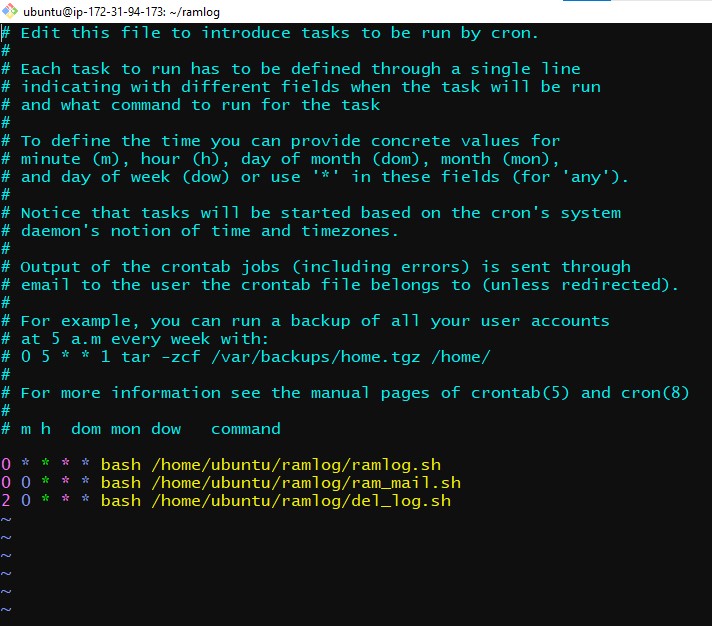 ubuntu@ip-172-31-94-173: ~/ramlog
# Edit this file to introduce tasks to be run by cron.
#
# Each task to run has to be defined through a single line
# indicating with different fields when the task will be run
# and what command to run for the task
#
# To define the time you can provide concrete values for
# minute (m), hour (h), day of month (dom), month (mon),
# and day of week (dow) or use '*' in these fields (for 'any').
#
# Notice that tasks will be started based on the cron's system
# daemon's notion of time and timezones.
#
# Output of the crontab jobs (including errors) is sent through
# email to the user the crontab file belongs to (unless redirected).
#
# For example, you can run a backup of all your user accounts
# at 5 a.m every week with:
# 0 5 * * 1 tar -zcf /var/backups/home.tgz /home/
#
# For more information see the manual pages of crontab(5) and cron(8)
#
# m h  dom mon dow   command

0 * * * * bash /home/ubuntu/ramlog/ramlog.sh
0 0 * * * bash /home/ubuntu/ramlog/ram_mail.sh
2 0 * * * bash /home/ubuntu/ramlog/del_log.sh
~
~
~
~
~
~